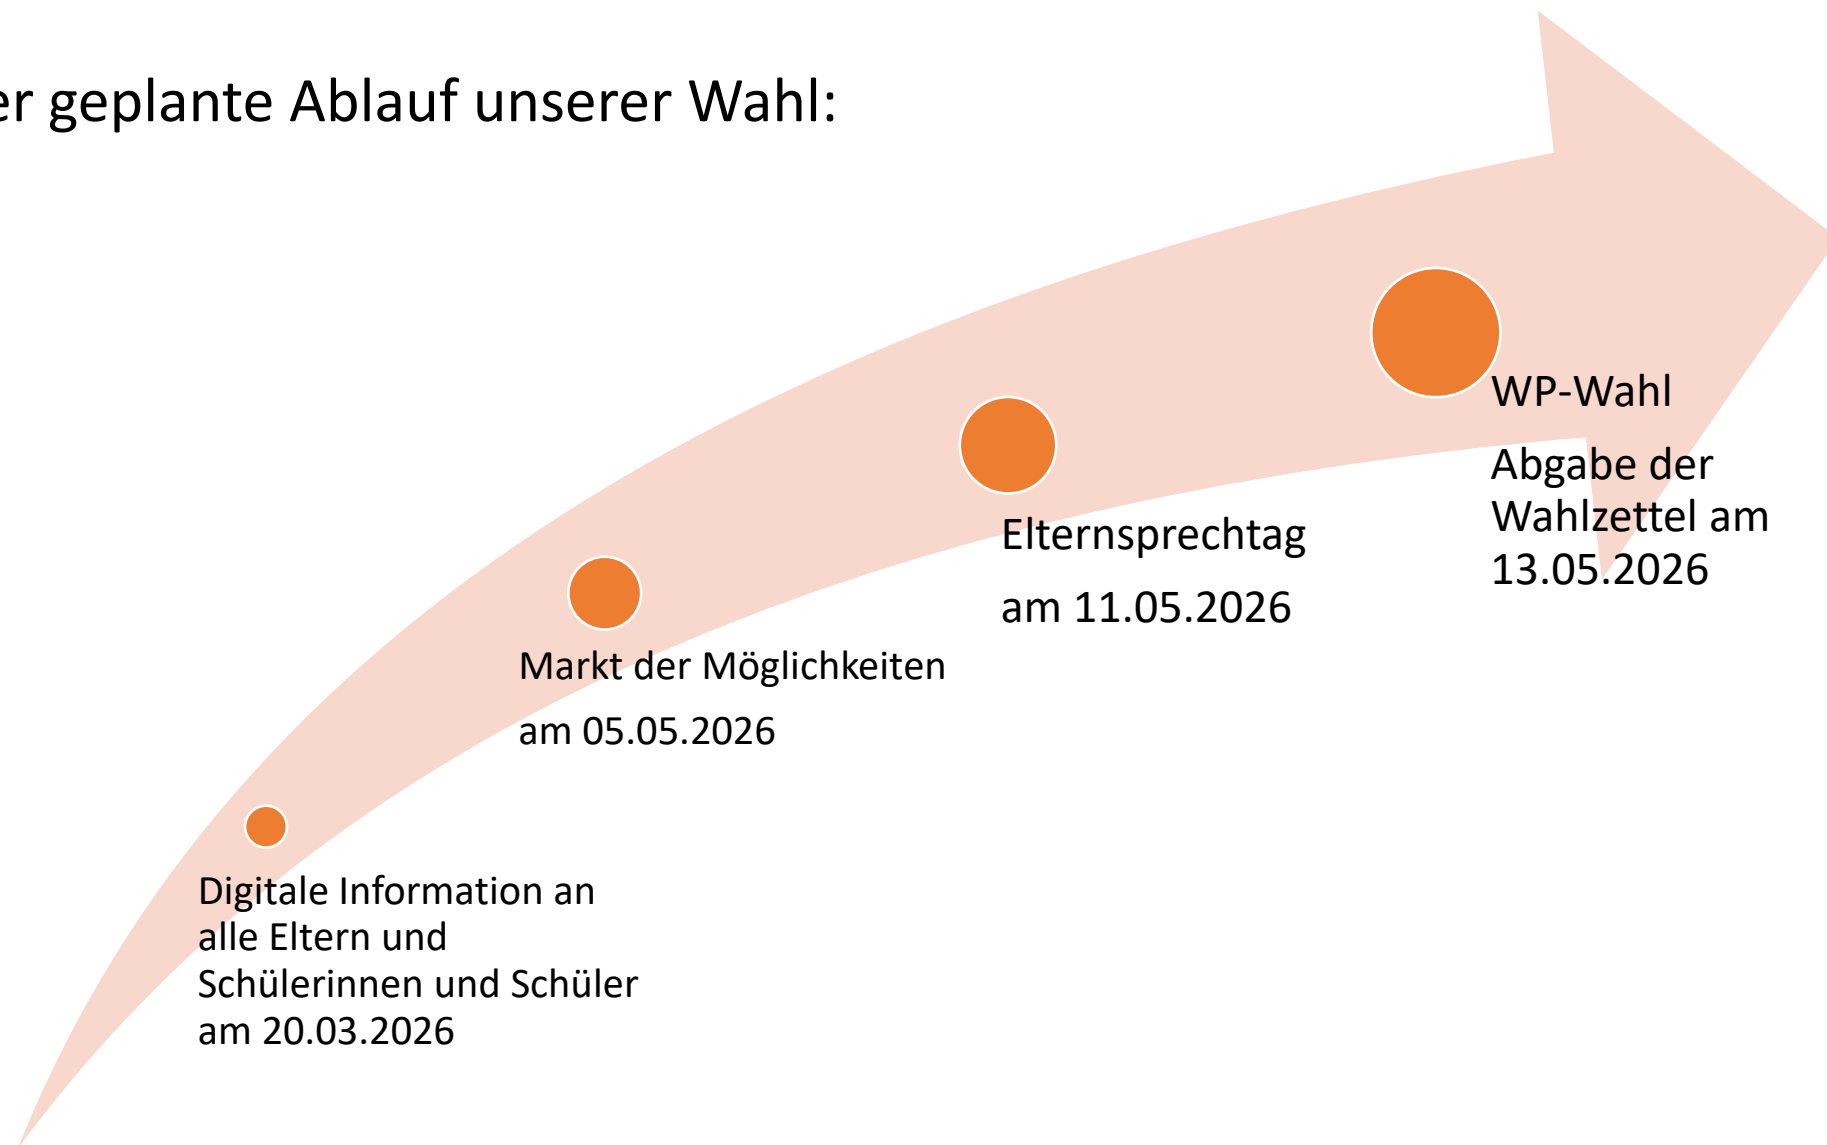 er geplante Ablauf unserer Wahl:
Digitale Information an
alle Eltern und
Schülerinnen und Schüler
am 20.03.2026
Markt der Möglichkeiten
am 05.05.2026
Elternsprechtag
am 11.05.2026
WP-Wahl
Abgabe der
Wahlzettel am
13.05.2026